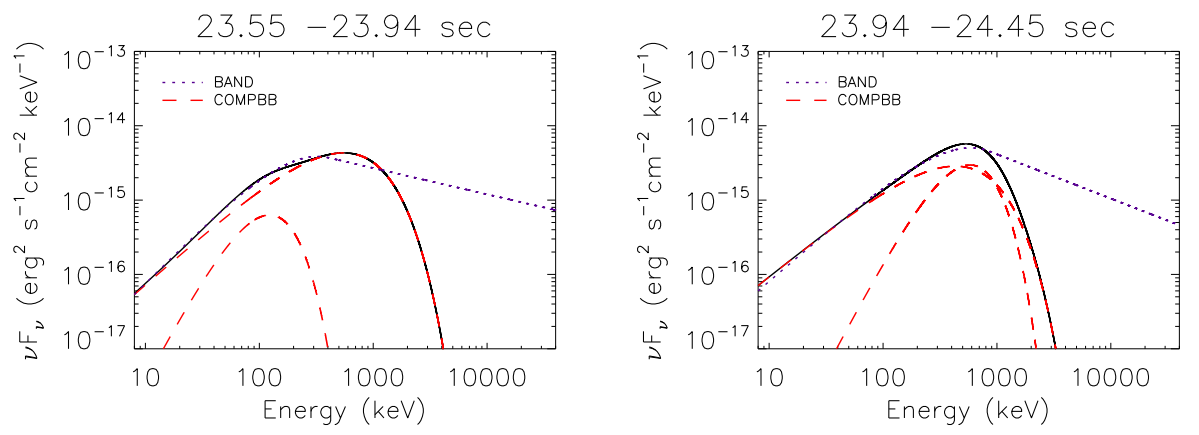 23.55 −23.94 sec
νFν (erg² s⁻¹cm⁻² keV⁻¹)
10⁻¹³
10⁻¹⁴
10⁻¹⁵
10⁻¹⁶
10⁻¹⁷
BAND
COMPBB
10 100 1000 10000
Energy (keV)
23.94 −24.45 sec
νFν (erg² s⁻¹cm⁻² keV⁻¹)
10⁻¹³
10⁻¹⁴
10⁻¹⁵
10⁻¹⁶
10⁻¹⁷
BAND
COMPBB
10 100 1000 10000
Energy (keV)